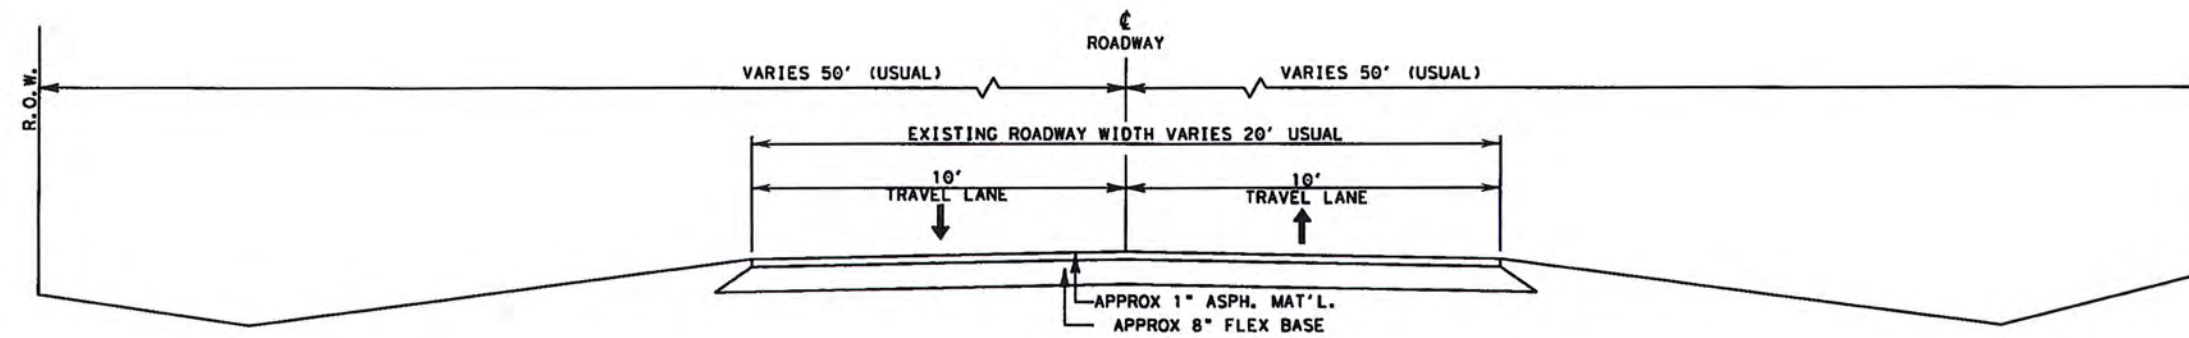 ℄
ROADWAY
R.O.W.
VARIES 50' (USUAL)
VARIES 50' (USUAL)
EXISTING ROADWAY WIDTH VARIES 20' USUAL
10'
TRAVEL LANE
10'
TRAVEL LANE
APPROX 1" ASPH. MAT'L.
APPROX 8" FLEX BASE